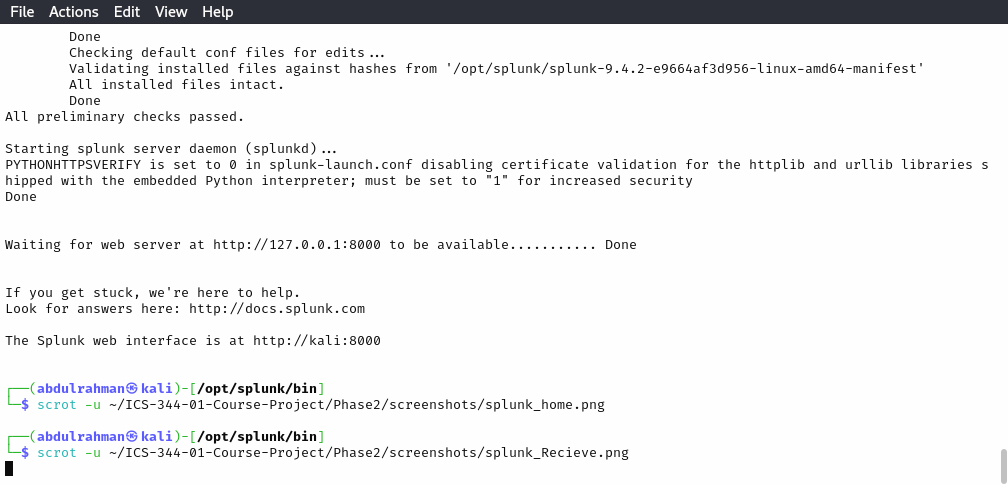 File Actions Edit View Help
Done
Checking default conf files for edits...
Validating installed files against hashes from '/opt/splunk/splunk-9.4.2-e9664af3d956-linux-amd64-manifest'
All installed files intact.
Done
All preliminary checks passed.
Starting splunk server daemon (splunkd)...
PYTHONHTTPSVERIFY is set to 0 in splunk-launch.conf disabling certificate validation for the httplib and urllib libraries s
hipped with the embedded Python interpreter; must be set to "1" for increased security
Done
Waiting for web server at http://127.0.0.1:8000 to be available........... Done
If you get stuck, we're here to help.
Look for answers here: http://docs.splunk.com
The Splunk web interface is at http://kali:8000
┌──(abdulrahman㉿kali)-[/opt/splunk/bin]
└─$ scrot -u ~/ICS-344-01-Course-Project/Phase2/screenshots/splunk_home.png
┌──(abdulrahman㉿kali)-[/opt/splunk/bin]
└─$ scrot -u ~/ICS-344-01-Course-Project/Phase2/screenshots/splunk_Recieve.png